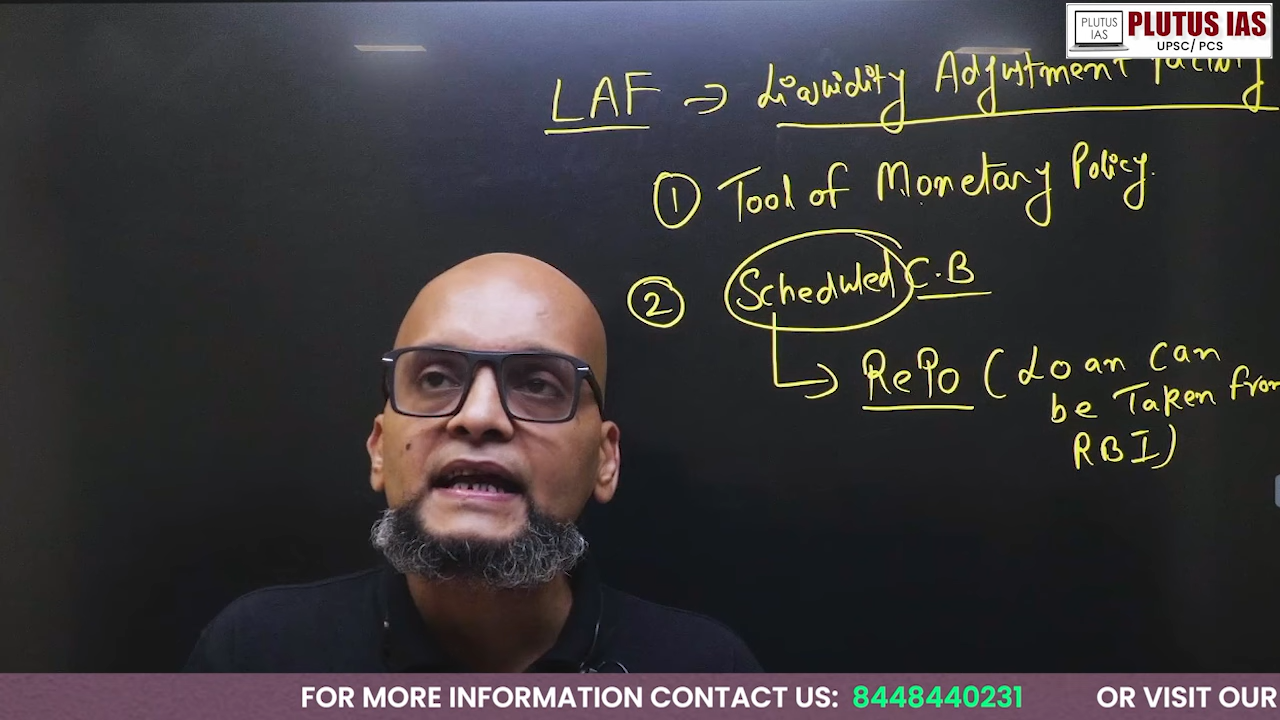 PLUTUS IAS
PLUTUS IAS
UPSC/ PCS
LAF → Liquidity Adjustment Facility
① Tool of Monetary Policy.
② Scheduled C.B
↳ RePo (Loan can
be Taken from
RBI)
FOR MORE INFORMATION CONTACT US: 8448440231 OR VISIT OUR